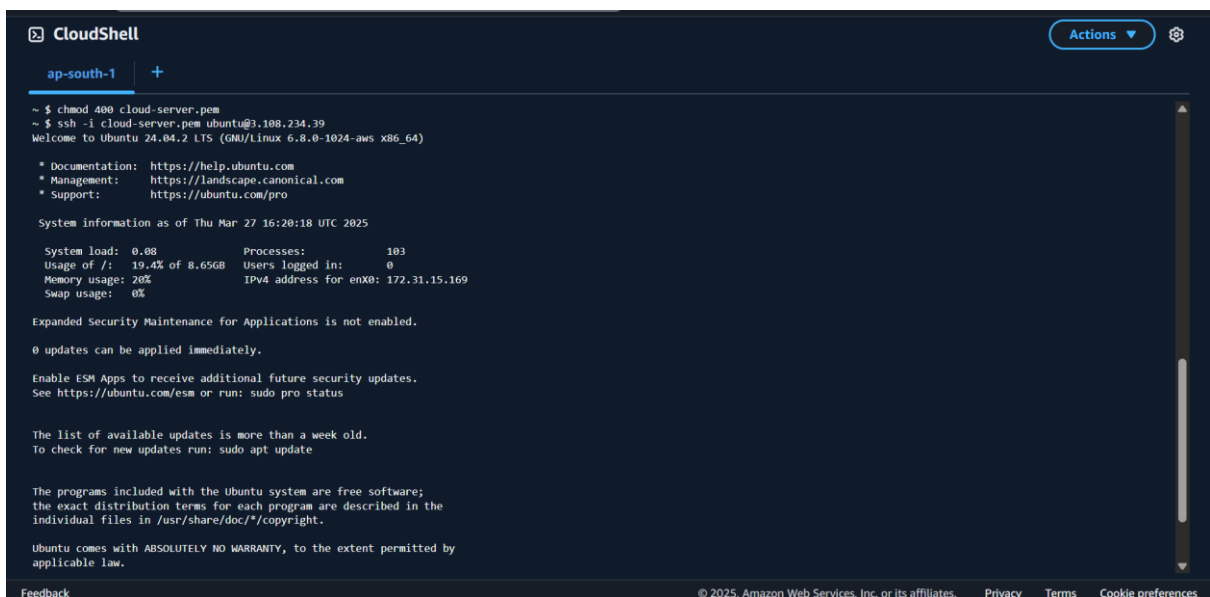 CloudShell
Actions
ap-south-1 +
~ $ chmod 400 cloud-server.pem
~ $ ssh -i cloud-server.pem ubuntu@3.108.234.39
Welcome to Ubuntu 24.04.2 LTS (GNU/Linux 6.8.0-1024-aws x86_64)
* Documentation: https://help.ubuntu.com
* Management: https://landscape.canonical.com
* Support: https://ubuntu.com/pro
System information as of Thu Mar 27 16:20:18 UTC 2025
System load: 0.08 Processes: 103
Usage of /: 19.4% of 8.65GB Users logged in: 0
Memory usage: 20% IPv4 address for enX0: 172.31.15.169
Swap usage: 0%
Expanded Security Maintenance for Applications is not enabled.
0 updates can be applied immediately.
Enable ESM Apps to receive additional future security updates.
See https://ubuntu.com/esm or run: sudo pro status
The list of available updates is more than a week old.
To check for new updates run: sudo apt update
The programs included with the Ubuntu system are free software;
the exact distribution terms for each program are described in the
individual files in /usr/share/doc/*/copyright.
Ubuntu comes with ABSOLUTELY NO WARRANTY, to the extent permitted by
applicable law.
Feedback © 2025, Amazon Web Services, Inc. or its affiliates. Privacy Terms Cookie preferences